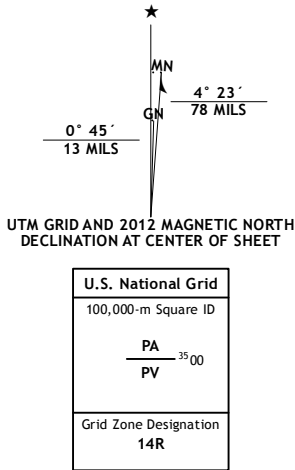 ★
MN
4° 23´
78 MILS
GN
0° 45´
13 MILS
UTM GRID AND 2012 MAGNETIC NORTH
DECLINATION AT CENTER OF SHEET
U.S. National Grid
100,000-m Square ID
PA
3500
PV
Grid Zone Designation
14R